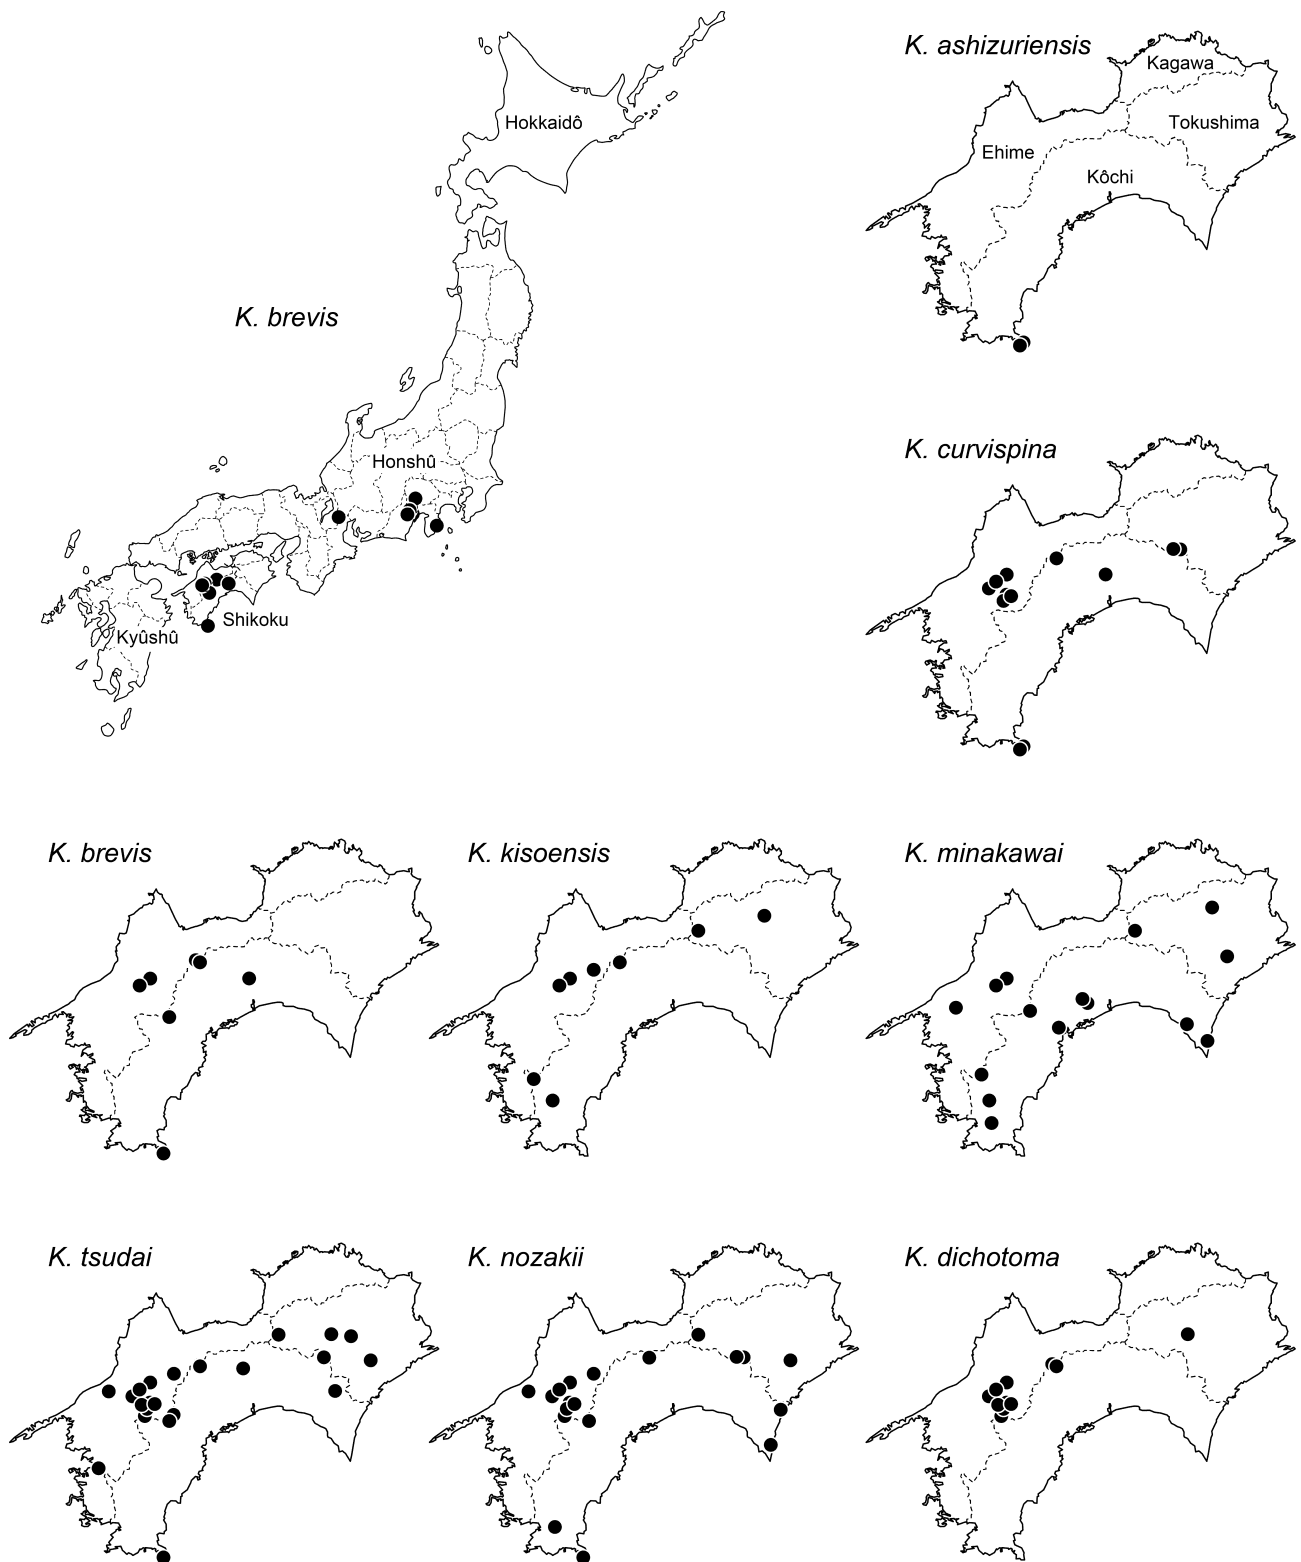 K. ashizuriensis
Kagawa
Hokkaidô
Tokushima
Ehime
Kôchi
K. brevis
K. curvispina
Honshû
Shikoku
Kyûshû
K. brevis
K. kisoensis
K. minakawai
K. tsudai
K. nozakii
K. dichotoma